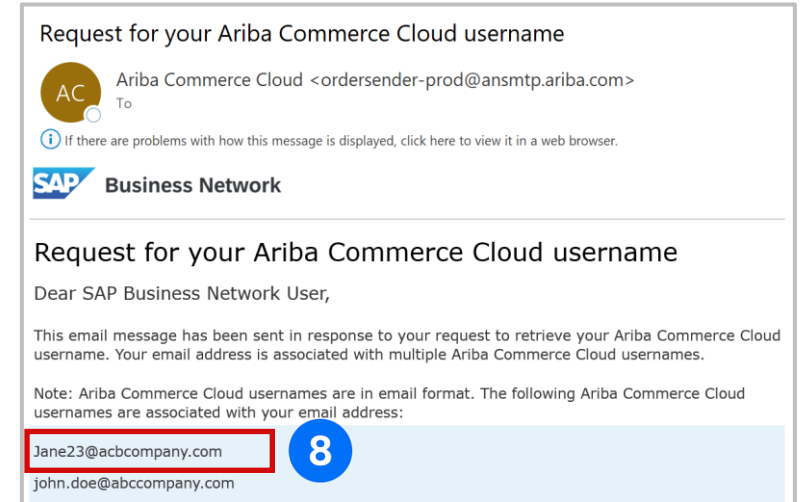 Request for your Ariba Commerce Cloud username
AC
Ariba Commerce Cloud <ordersender-prod@ansmtp.ariba.com>
To
If there are problems with how this message is displayed, click here to view it in a web browser.
SAP Business Network
Request for your Ariba Commerce Cloud username
Dear SAP Business Network User,
This email message has been sent in response to your request to retrieve your Ariba Commerce Cloud
username. Your email address is associated with multiple Ariba Commerce Cloud usernames.
Note: Ariba Commerce Cloud usernames are in email format. The following Ariba Commerce Cloud
usernames are associated with your email address:
Jane23@acbcompany.com
8
john.doe@abccompany.com